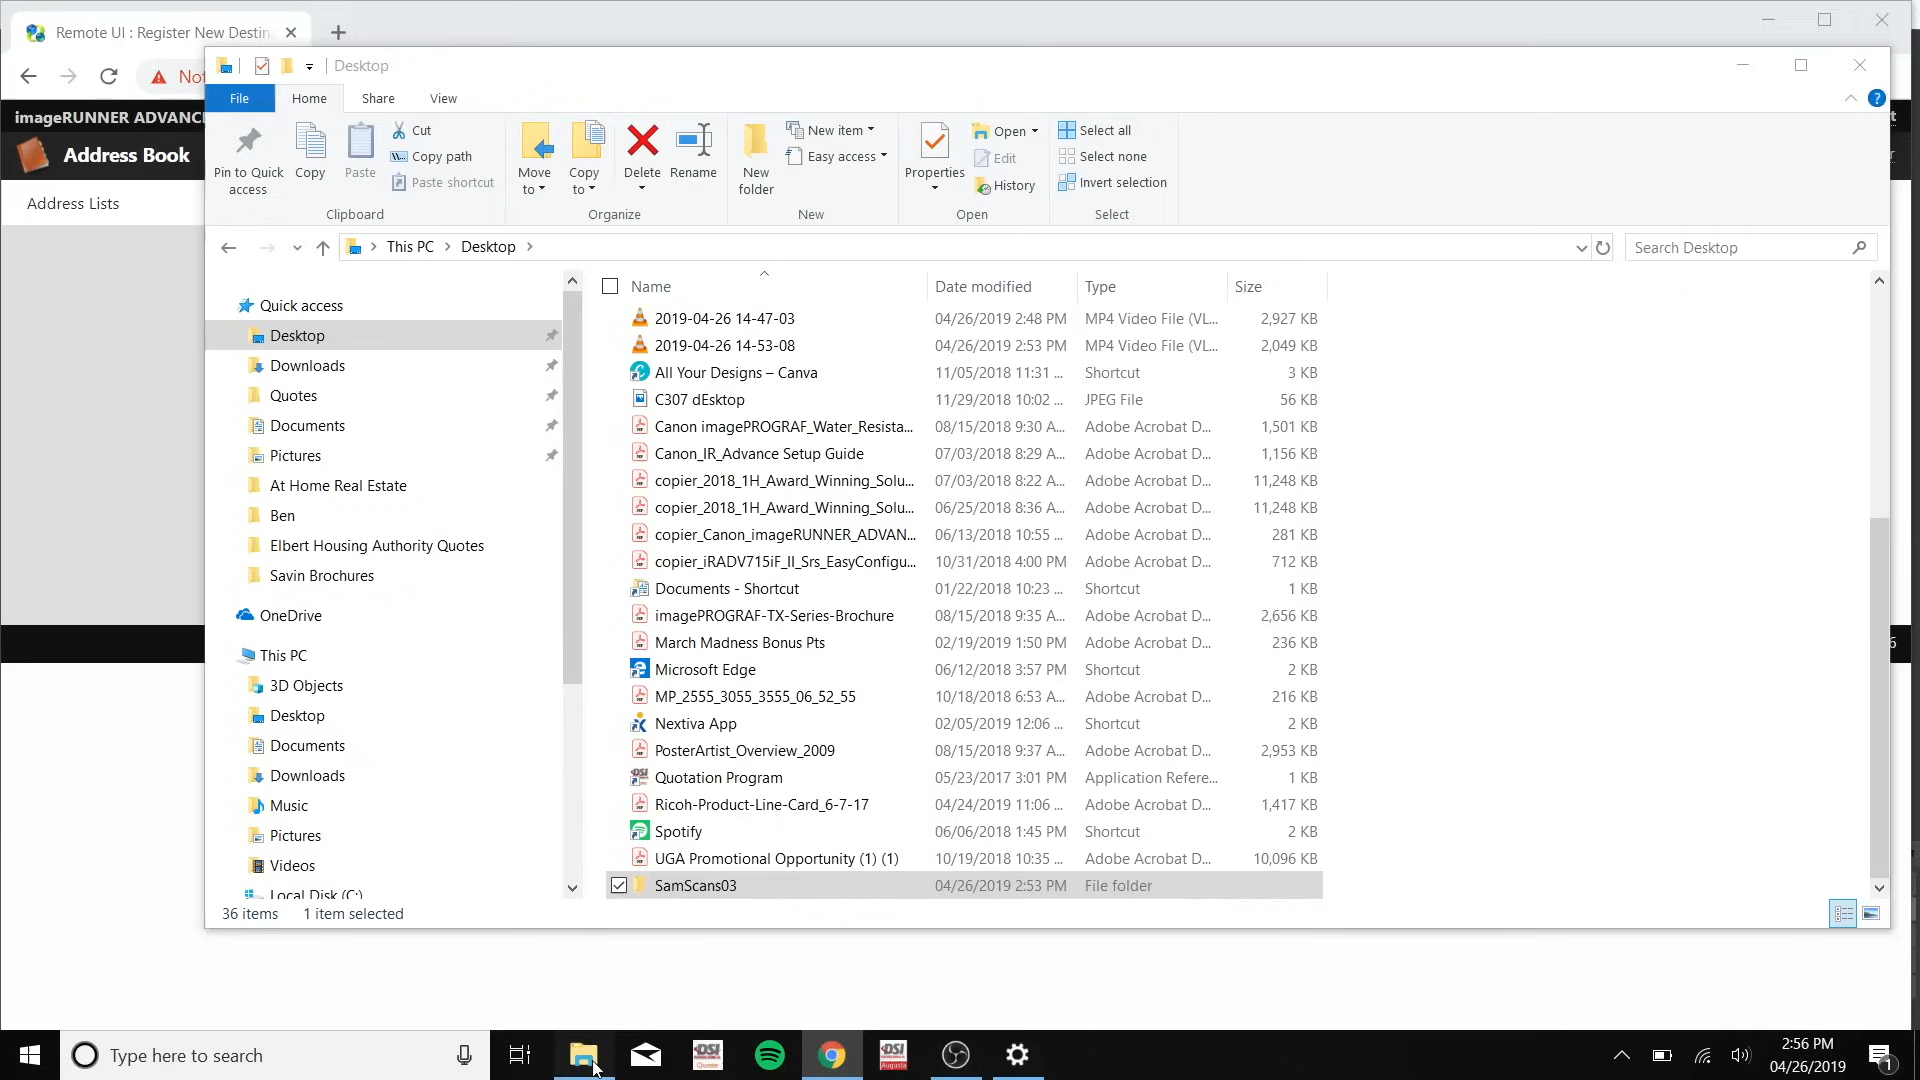 Remote UI : Register New Destin
Not
imageRUNNER ADVANCE
Address Book
Address Lists
Desktop
File
Home
Share
View
Pin to Quick access
Copy
Paste
Cut
Copy path
Paste shortcut
Clipboard
Move to
Copy to
Delete
Rename
Organize
New folder
New item
Easy access
New
Properties
Open
Edit
History
Open
Select all
Select none
Invert selection
Select
This PC
Desktop
Search Desktop
Quick access
Desktop
Downloads
Quotes
Documents
Pictures
At Home Real Estate
Ben
Elbert Housing Authority Quotes
Savin Brochures
OneDrive
This PC
3D Objects
Desktop
Documents
Downloads
Music
Pictures
Videos
Local Disk (C:)
Name Date modified Type Size
2019-04-26 14-47-03 04/26/2019 2:48 PM MP4 Video File (VL... 2,927 KB
2019-04-26 14-53-08 04/26/2019 2:53 PM MP4 Video File (VL... 2,049 KB
All Your Designs – Canva 11/05/2018 11:31 ... Shortcut 3 KB
C307 dEsktop 11/29/2018 10:02 ... JPEG File 56 KB
Canon imagePROGRAF_Water_Resista... 08/15/2018 9:30 A... Adobe Acrobat D... 1,501 KB
Canon_IR_Advance Setup Guide 07/03/2018 8:29 A... Adobe Acrobat D... 1,156 KB
copier_2018_1H_Award_Winning_Solu... 07/03/2018 8:22 A... Adobe Acrobat D... 11,248 KB
copier_2018_1H_Award_Winning_Solu... 06/25/2018 8:36 A... Adobe Acrobat D... 11,248 KB
copier_Canon_imageRUNNER_ADVAN... 06/13/2018 10:55 ... Adobe Acrobat D... 281 KB
copier_iRADV715iF_II_Srs_EasyConfigu... 10/31/2018 4:00 PM Adobe Acrobat D... 712 KB
Documents - Shortcut 01/22/2018 10:23 ... Shortcut 1 KB
imagePROGRAF-TX-Series-Brochure 08/15/2018 9:35 A... Adobe Acrobat D... 2,656 KB
March Madness Bonus Pts 02/19/2019 1:50 PM Adobe Acrobat D... 236 KB
Microsoft Edge 06/12/2018 3:57 PM Shortcut 2 KB
MP_2555_3055_3555_06_52_55 10/18/2018 6:53 A... Adobe Acrobat D... 216 KB
Nextiva App 02/05/2019 12:06 ... Shortcut 2 KB
PosterArtist_Overview_2009 08/15/2018 9:37 A... Adobe Acrobat D... 2,953 KB
Quotation Program 05/23/2017 3:01 PM Application Refere... 1 KB
Ricoh-Product-Line-Card_6-7-17 04/24/2019 11:06 ... Adobe Acrobat D... 1,417 KB
Spotify 06/06/2018 1:45 PM Shortcut 2 KB
UGA Promotional Opportunity (1) (1) 10/19/2018 10:35 ... Adobe Acrobat D... 10,096 KB
SamScans03 04/26/2019 2:53 PM File folder
36 items 1 item selected
Type here to search
DSI Quote
DSI Augusta
2:56 PM
04/26/2019
1